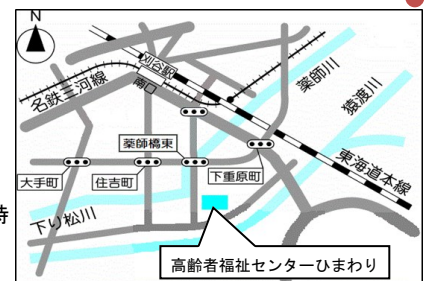 N
刈谷駅
南口
名鉄三河線
薬師川
猿渡川
薬師橋東
大手町
住吉町
下重原町
東海道本線
下り松川
時
高齢者福祉センターひまわり